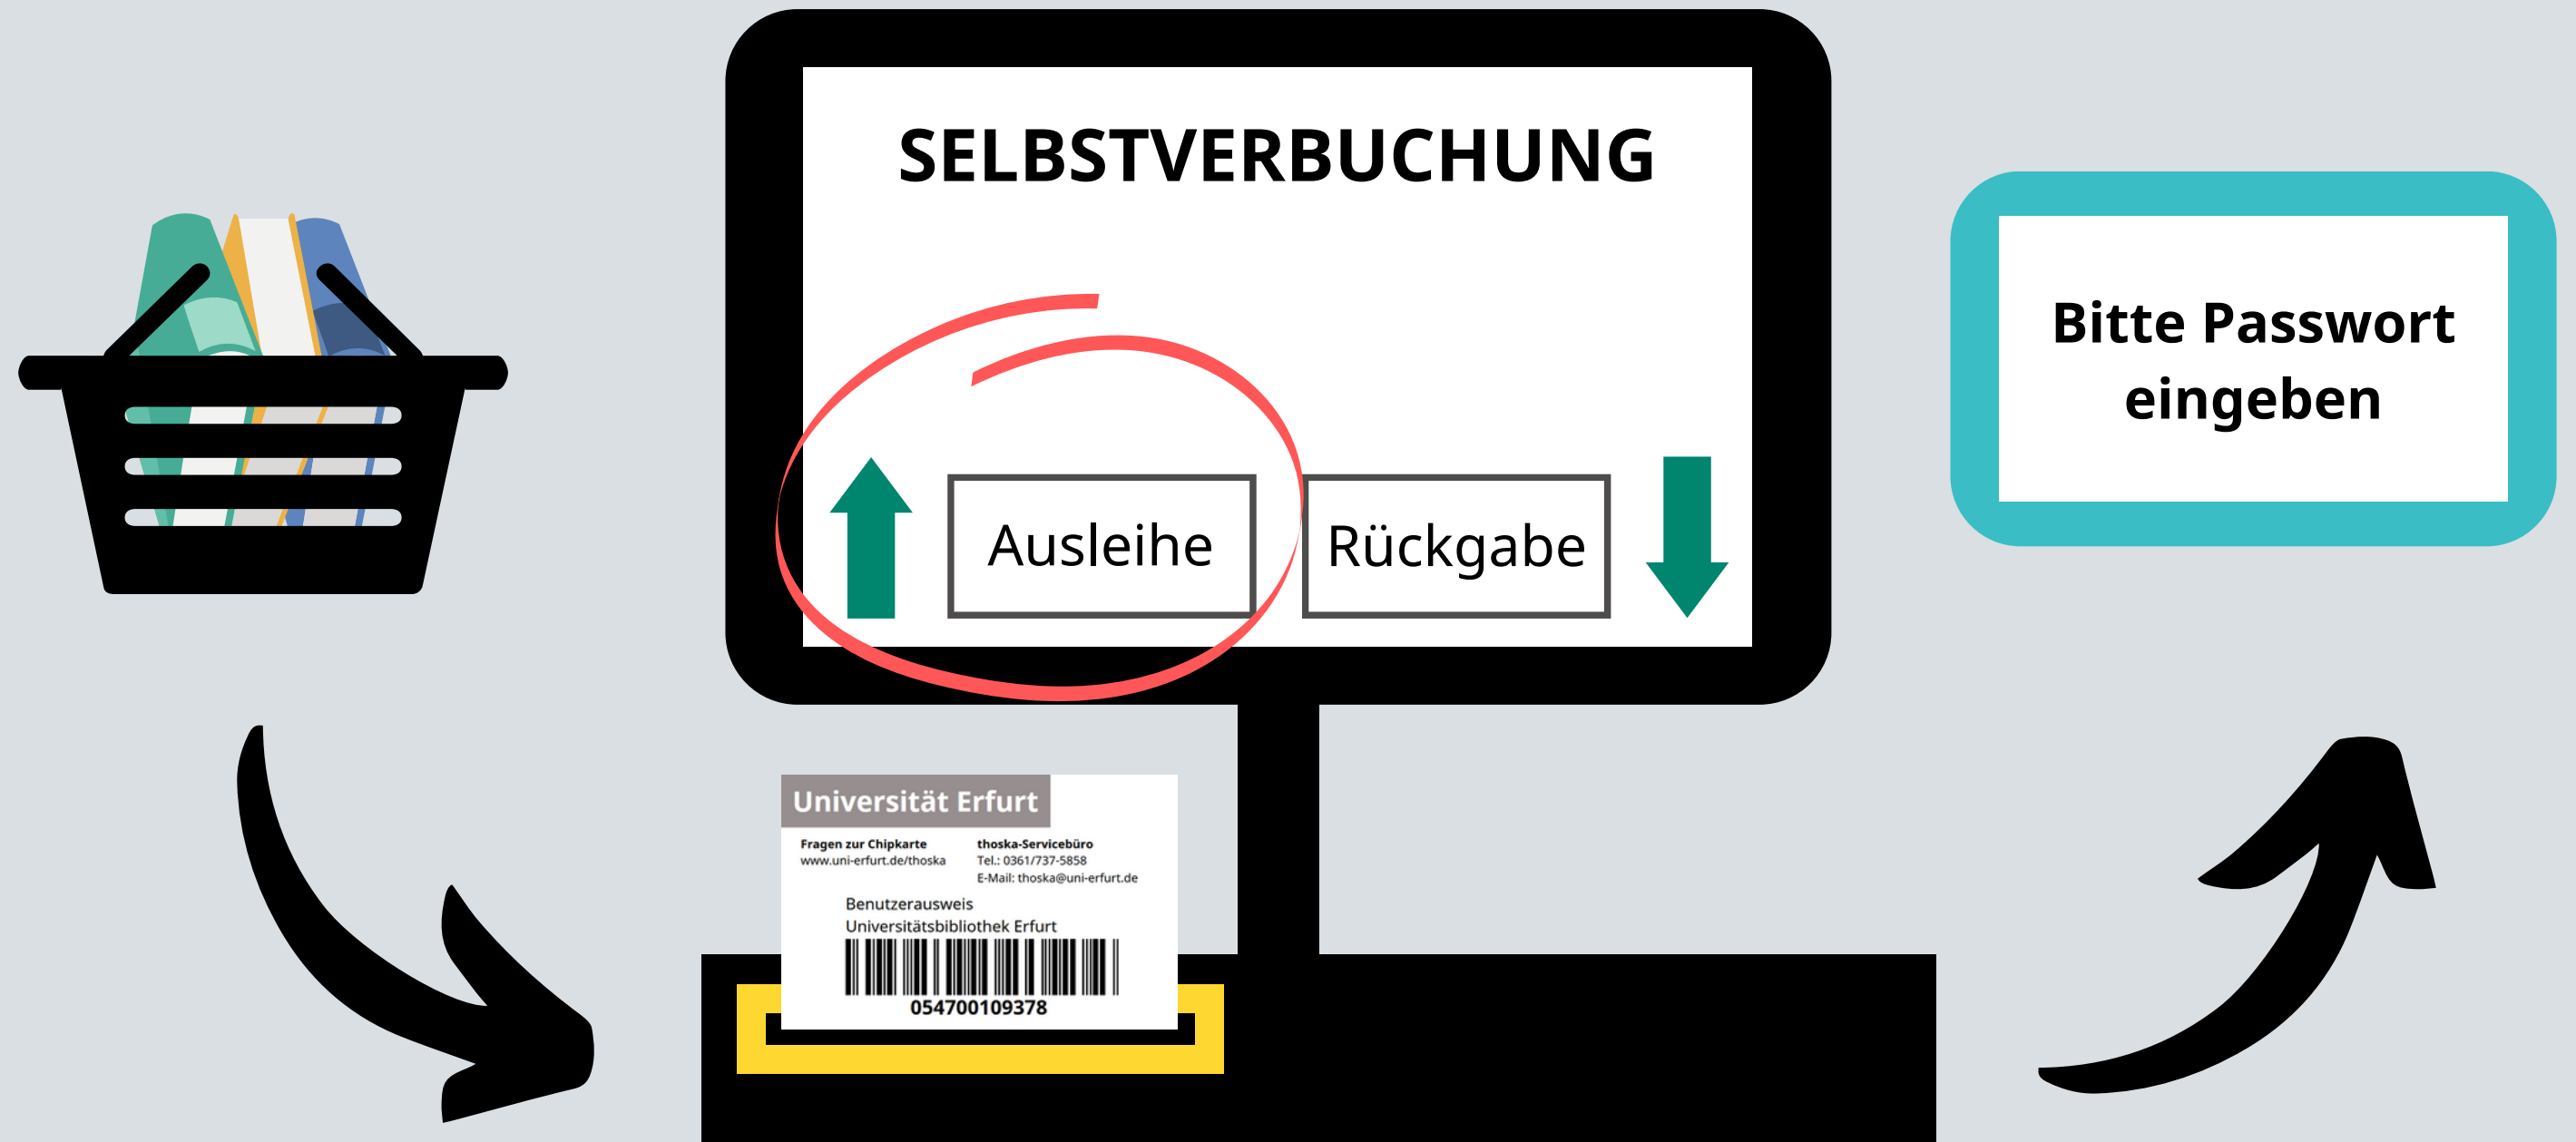 SELBSTVERBUCHUNG
Ausleihe
Rückgabe
Universität Erfurt
Fragen zur Chipkarte
www.uni-erfurt.de/thoska
thoska-Servicebüro
Tel.: 0361/737-5858
E-Mail: thoska@uni-erfurt.de
Benutzerausweis
Universitätsbibliothek Erfurt
054700109378
Bitte Passwort
eingeben